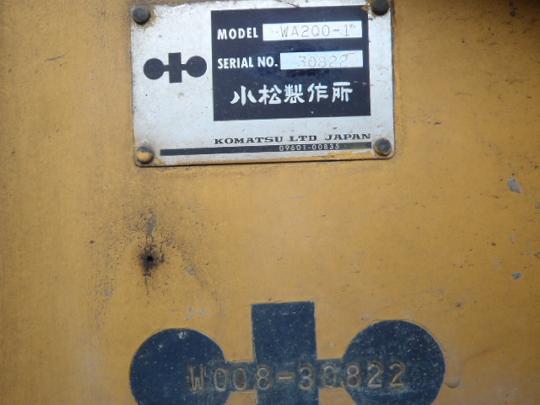 MODEL WA200-1
SERIAL NO. 30822
小松製作所
KOMATSU LTD JAPAN
09601-00835
W008-30822